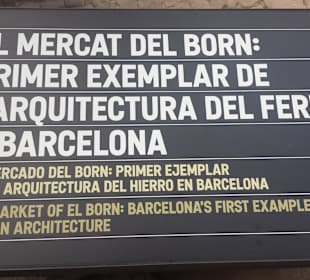 L MERCAT DEL BORN:
RIMER EXEMPLAR DE
ARQUITECTURA DEL FER
BARCELONA
ERCADO DEL BORN: PRIMER EJEMPLAR
ARQUITECTURA DEL HIERRO EN BARCELONA
ARKET OF EL BORN: BARCELONA'S FIRST EXAMPLE
N ARCHITECTURE